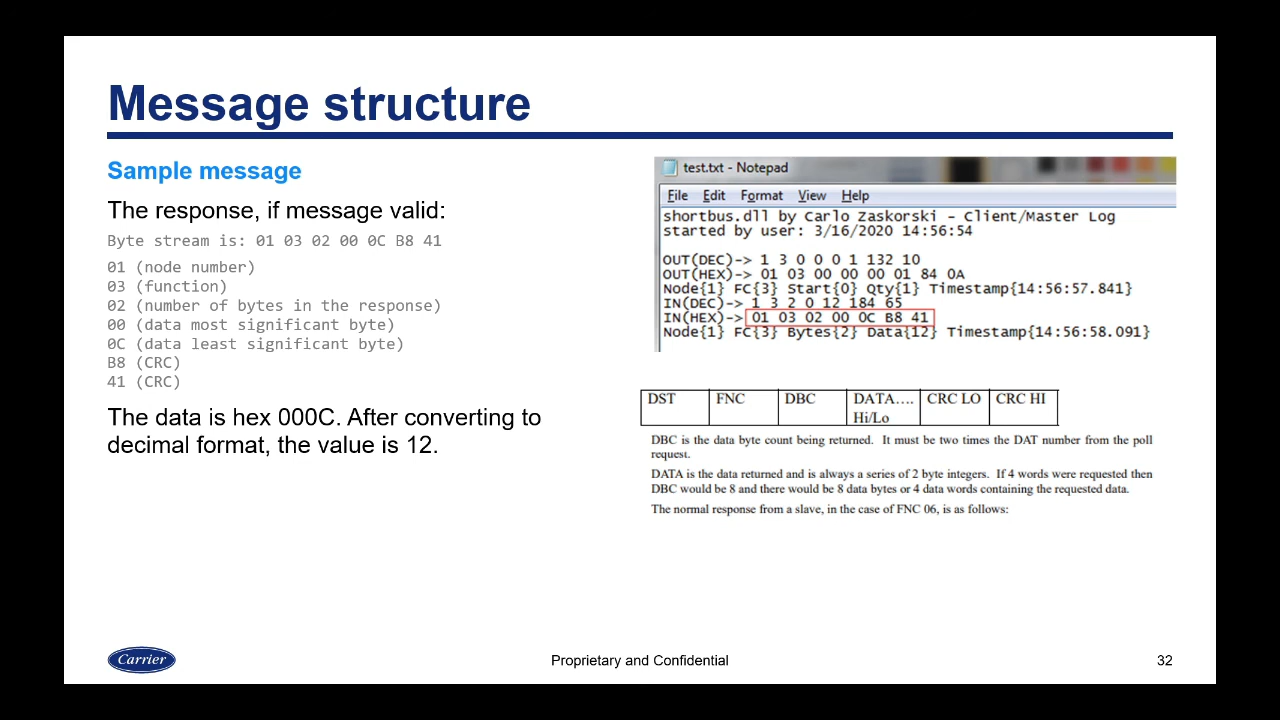 Message structure
Sample message
The response, if message valid:
Byte stream is: 01 03 02 00 0C B8 41
01 (node number)
03 (function)
02 (number of bytes in the response)
00 (data most significant byte)
0C (data least significant byte)
B8 (CRC)
41 (CRC)
The data is hex 000C. After converting to
decimal format, the value is 12.
test.txt - Notepad
File Edit Format View Help
shortbus.dll by Carlo Zaskorski - Client/Master Log
started by user: 3/16/2020 14:56:54
OUT(DEC)-> 1 3 0 0 0 1 132 10
OUT(HEX)-> 01 03 00 00 00 01 84 0A
Node{1} FC{3} Start{0} Qty{1} Timestamp{14:56:57.841}
IN(DEC)-> 1 3 2 0 12 184 65
IN(HEX)-> 01 03 02 00 0C B8 41
Node{1} FC{3} Bytes{2} Data{12} Timestamp{14:56:58.091}
DST FNC DBC DATA.... CRC LO CRC HI
Hi/Lo
DBC is the data byte count being returned. It must be two times the DAT number from the poll
request.
DATA is the data returned and is always a series of 2 byte integers. If 4 words were requested then
DBC would be 8 and there would be 8 data bytes or 4 data words containing the requested data.
The normal response from a slave, in the case of FNC 06, is as follows:
Carrier
Proprietary and Confidential
32